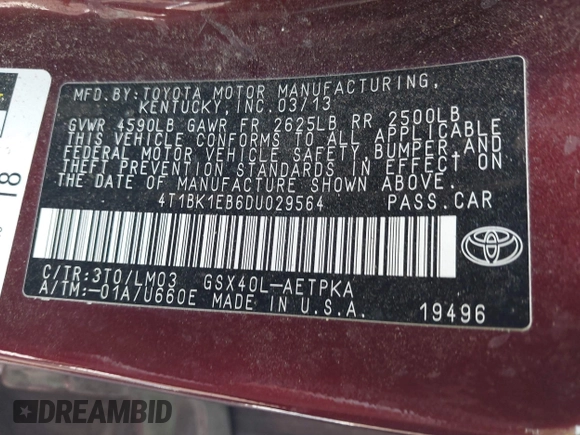 MFD. BY: TOYOTA MOTOR MANUFACTURING,
KENTUCKY, INC. 03/13
GVWR 4590LB GAWR FR 2625LB RR 2500LB
THIS VEHICLE CONFORMS TO ALL APPLICABLE
FEDERAL MOTOR VEHICLE SAFETY, BUMPER, AND
THEFT PREVENTION STANDARDS IN EFFECT ON
THE DATE OF MANUFACTURE SHOWN ABOVE.
4T1BK1EB6DU029564 PASS.CAR
C/TR:3T0/LM03 GSX40L-AETPKA
A/TM:-01A/U660E MADE IN U.S.A. 19496
18
DREAMBID